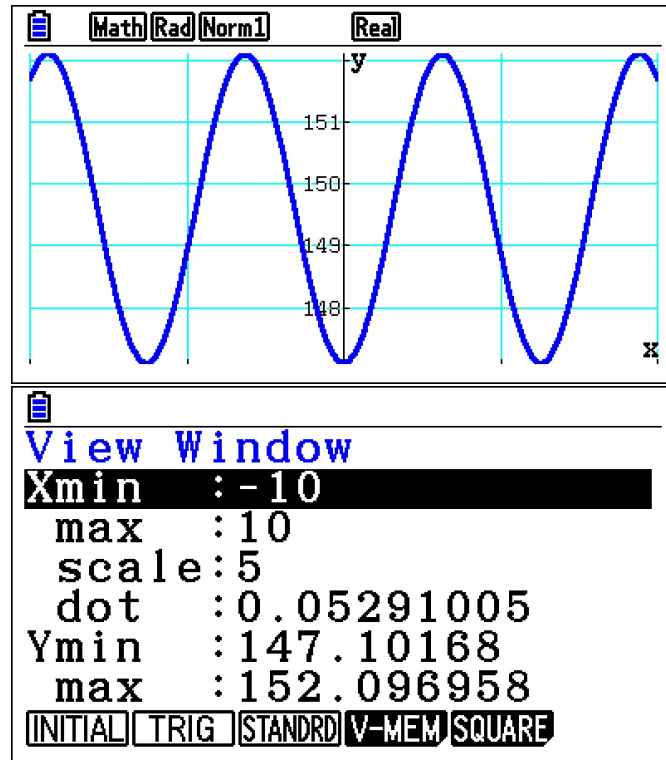 Math Rad Norm1 Real
y
151
150
149
148
x
View Window
Xmin :-10
max :10
scale:5
dot :0.05291005
Ymin :147.10168
max :152.096958
INITIAL TRIG STANDRD V-MEM SQUARE